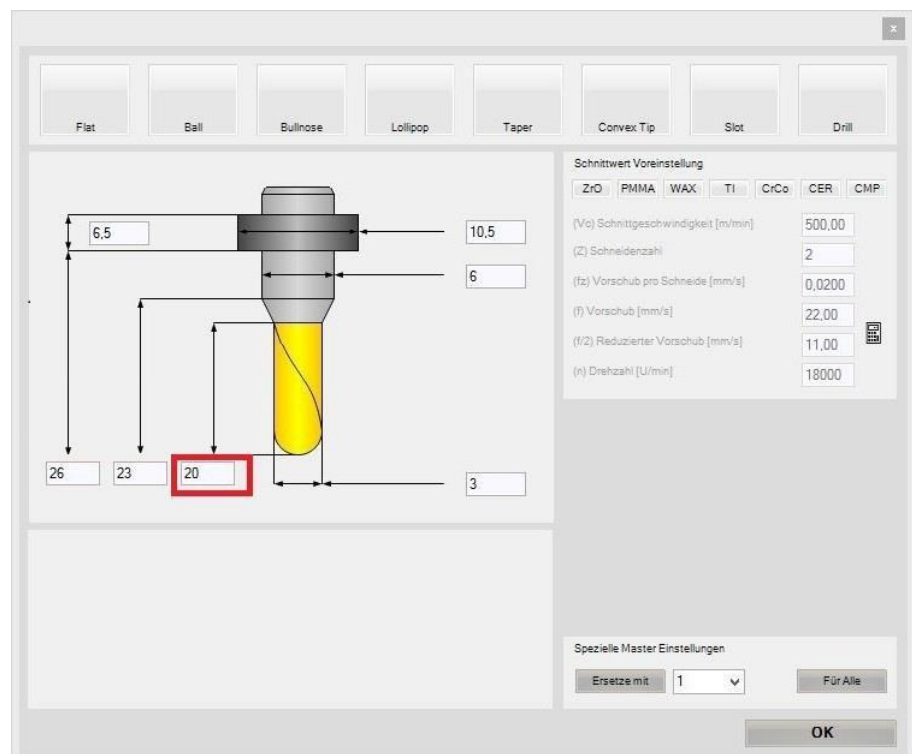 x
Flat Ball Bullnose Lollipop Taper Convex Tip Slot Drill
6,5
10,5
6
26 23 20
3
Schnittwert Voreinstellung
ZrO PMMA WAX TI CrCo CER CMP
(Vc) Schnittgeschwindigkeit [m/min] 500,00
(Z) Schneidenzahl 2
(fz) Vorschub pro Schneide [mm/s] 0,0200
(f) Vorschub [mm/s] 22,00
(f/2) Reduzierter Vorschub [mm/s] 11,00
(n) Drehzahl [U/min] 18000
Spezielle Master Einstellungen
Ersetze mit 1 Für Alle
OK